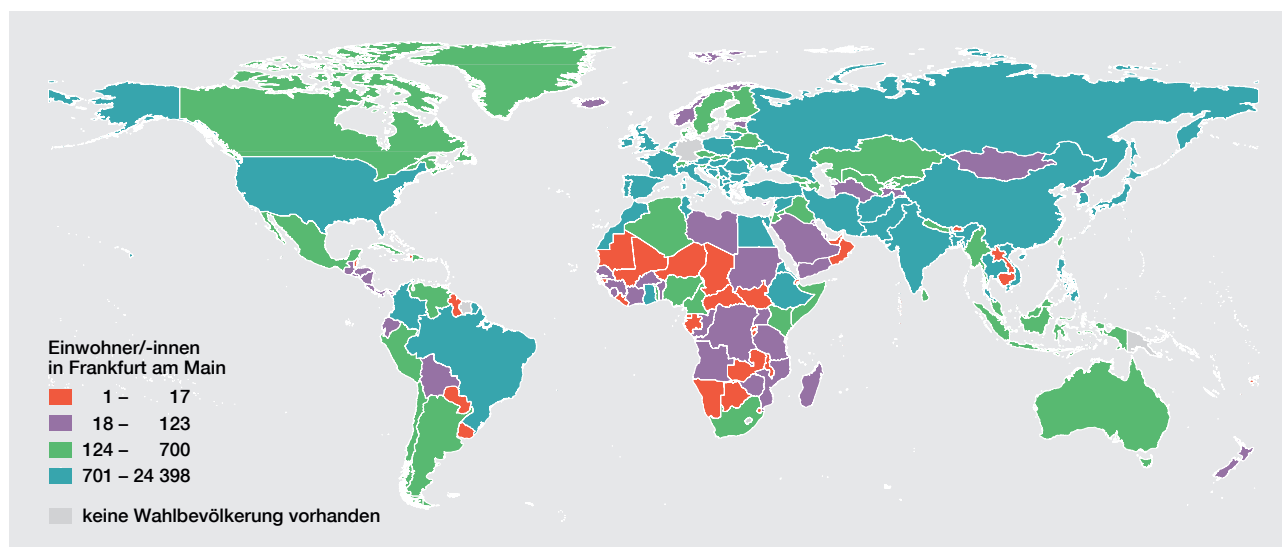 Einwohner/-innen
in Frankfurt am Main
1 – 17
18 – 123
124 – 700
701 – 24 398
keine Wahlbevölkerung vorhanden